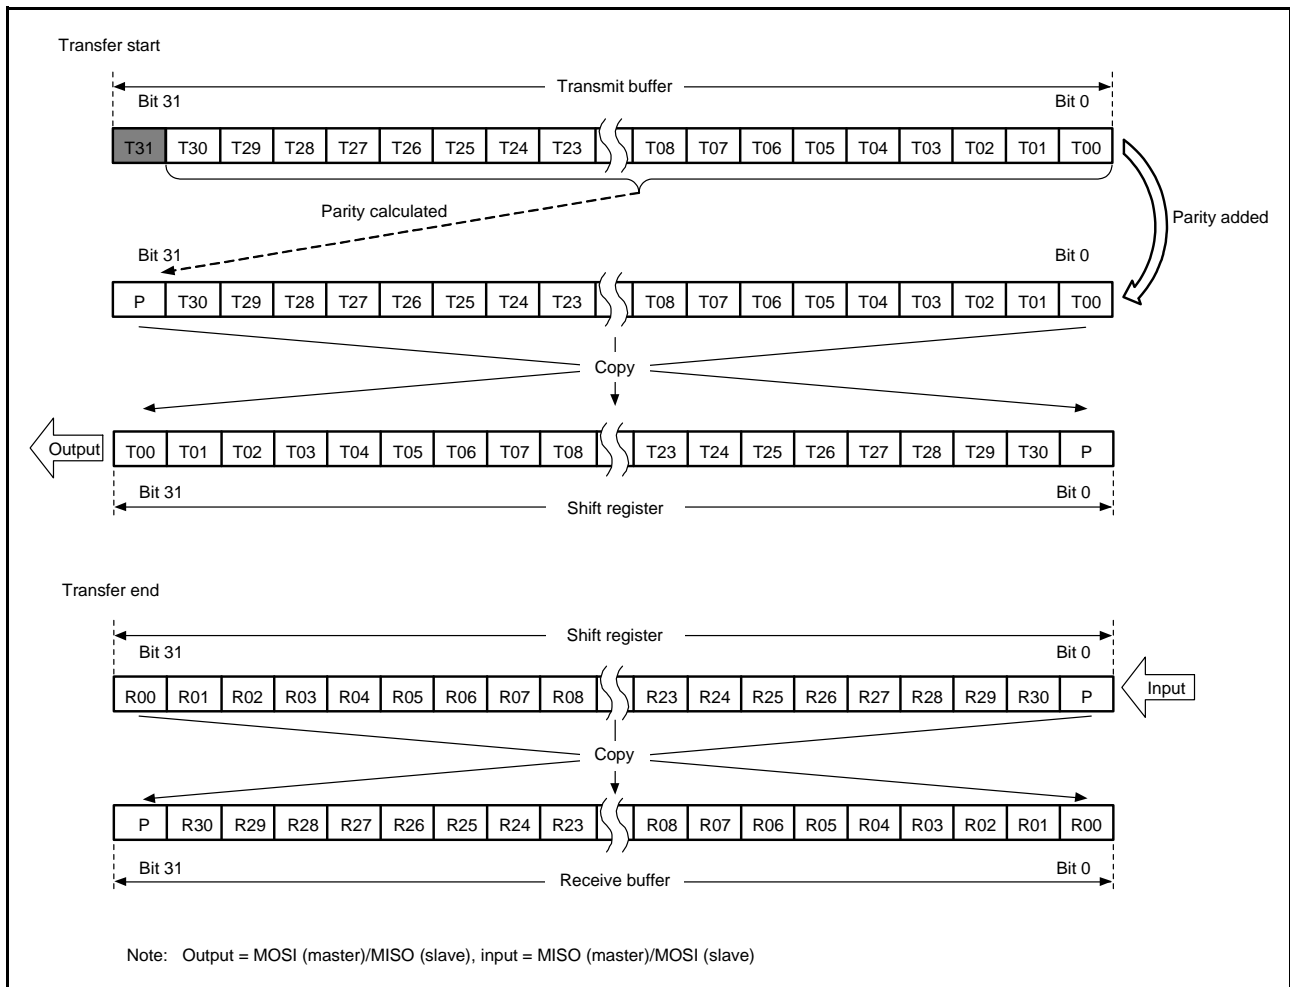 Transfer start
Transmit buffer
Bit 31 Bit 0
T31 T30 T29 T28 T27 T26 T25 T24 T23 T08 T07 T06 T05 T04 T03 T02 T01 T00
Parity calculated
Parity added
Bit 31 Bit 0
P T30 T29 T28 T27 T26 T25 T24 T23 T08 T07 T06 T05 T04 T03 T02 T01 T00
Copy
Output
T00 T01 T02 T03 T04 T05 T06 T07 T08 T23 T24 T25 T26 T27 T28 T29 T30 P
Bit 31 Bit 0
Shift register
Transfer end
Shift register
Bit 31 Bit 0
R00 R01 R02 R03 R04 R05 R06 R07 R08 R23 R24 R25 R26 R27 R28 R29 R30 P
Input
Copy
P R30 R29 R28 R27 R26 R25 R24 R23 R08 R07 R06 R05 R04 R03 R02 R01 R00
Bit 31 Bit 0
Receive buffer
Note: Output = MOSI (master)/MISO (slave), input = MISO (master)/MOSI (slave)